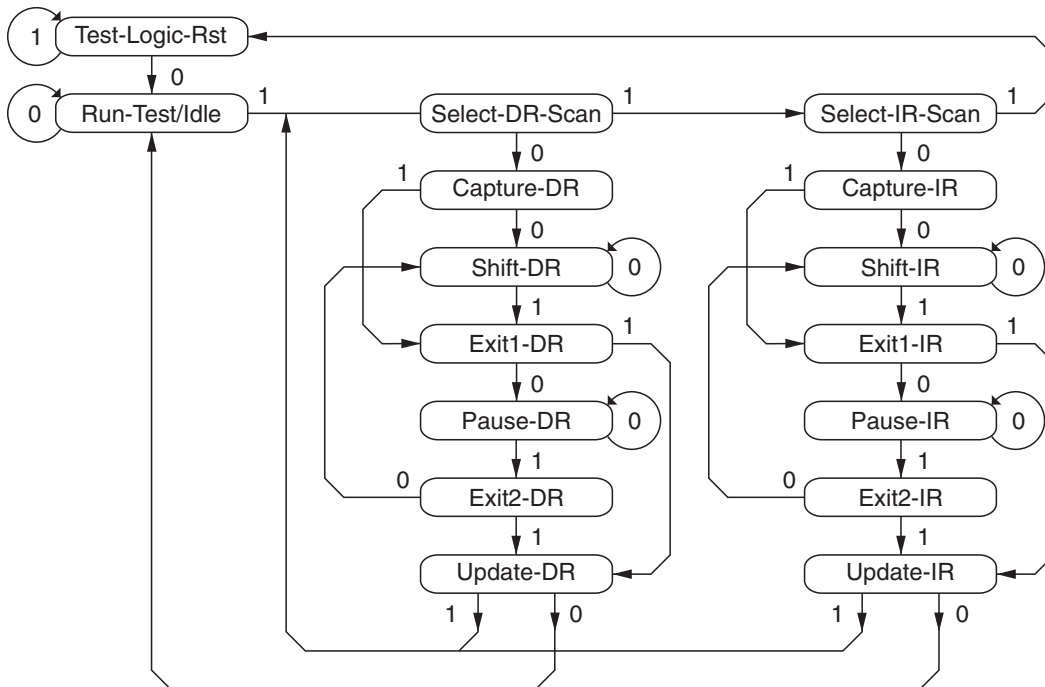 1 Test-Logic-Rst
0
0 Run-Test/Idle 1 Select-DR-Scan 1 Select-IR-Scan 1
0 0
1 Capture-DR 1 Capture-IR
0 0
Shift-DR 0 Shift-IR 0
1 1
Exit1-DR 1 Exit1-IR 1
0 0
Pause-DR 0 Pause-IR 0
1 1
0 Exit2-DR 0 Exit2-IR
1 1
Update-DR Update-IR
1 0 1 0